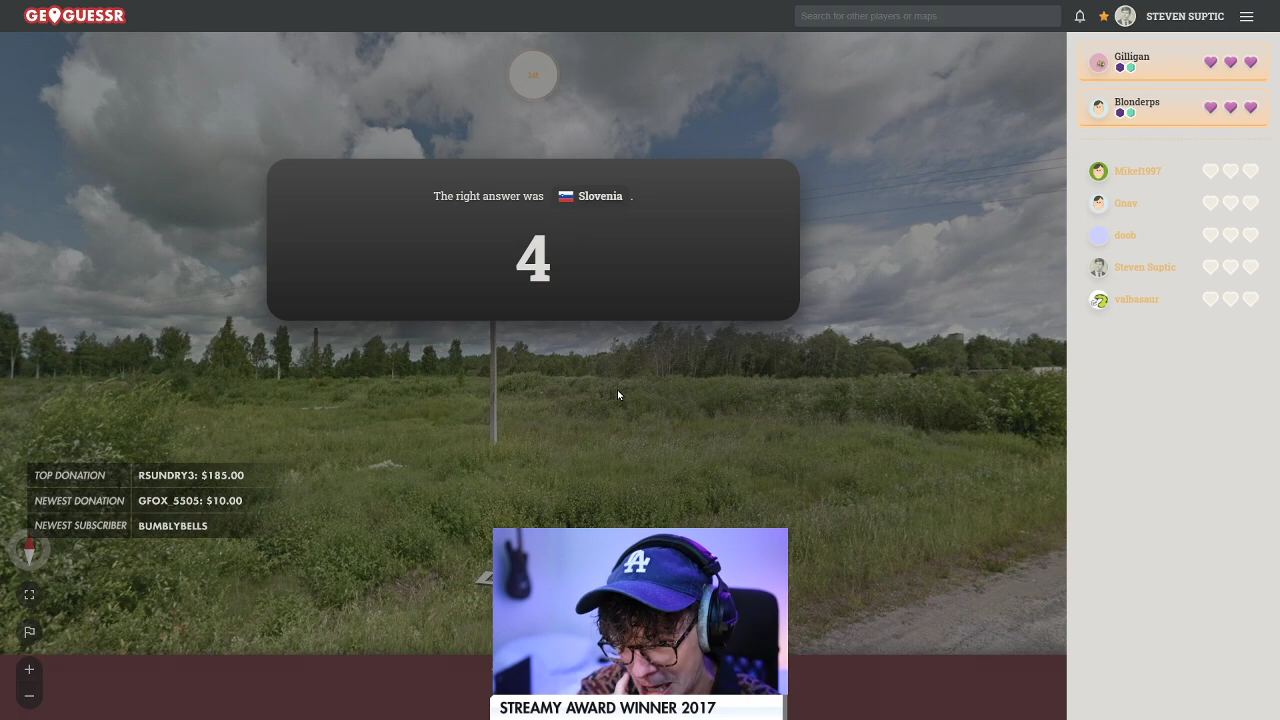 GEOGUESSR
Search for other players or maps
STEVEN SUPTIC
Gilligan
Blonderps
Mikef1997
Gnav
doob
Steven Suptic
valbasaur
The right answer was Slovenia .
4
TOP DONATION RSUNDRY3: $185.00
NEWEST DONATION GFOX_5505: $10.00
NEWEST SUBSCRIBER BUMBLYBELLS
A
STREAMY AWARD WINNER 2017